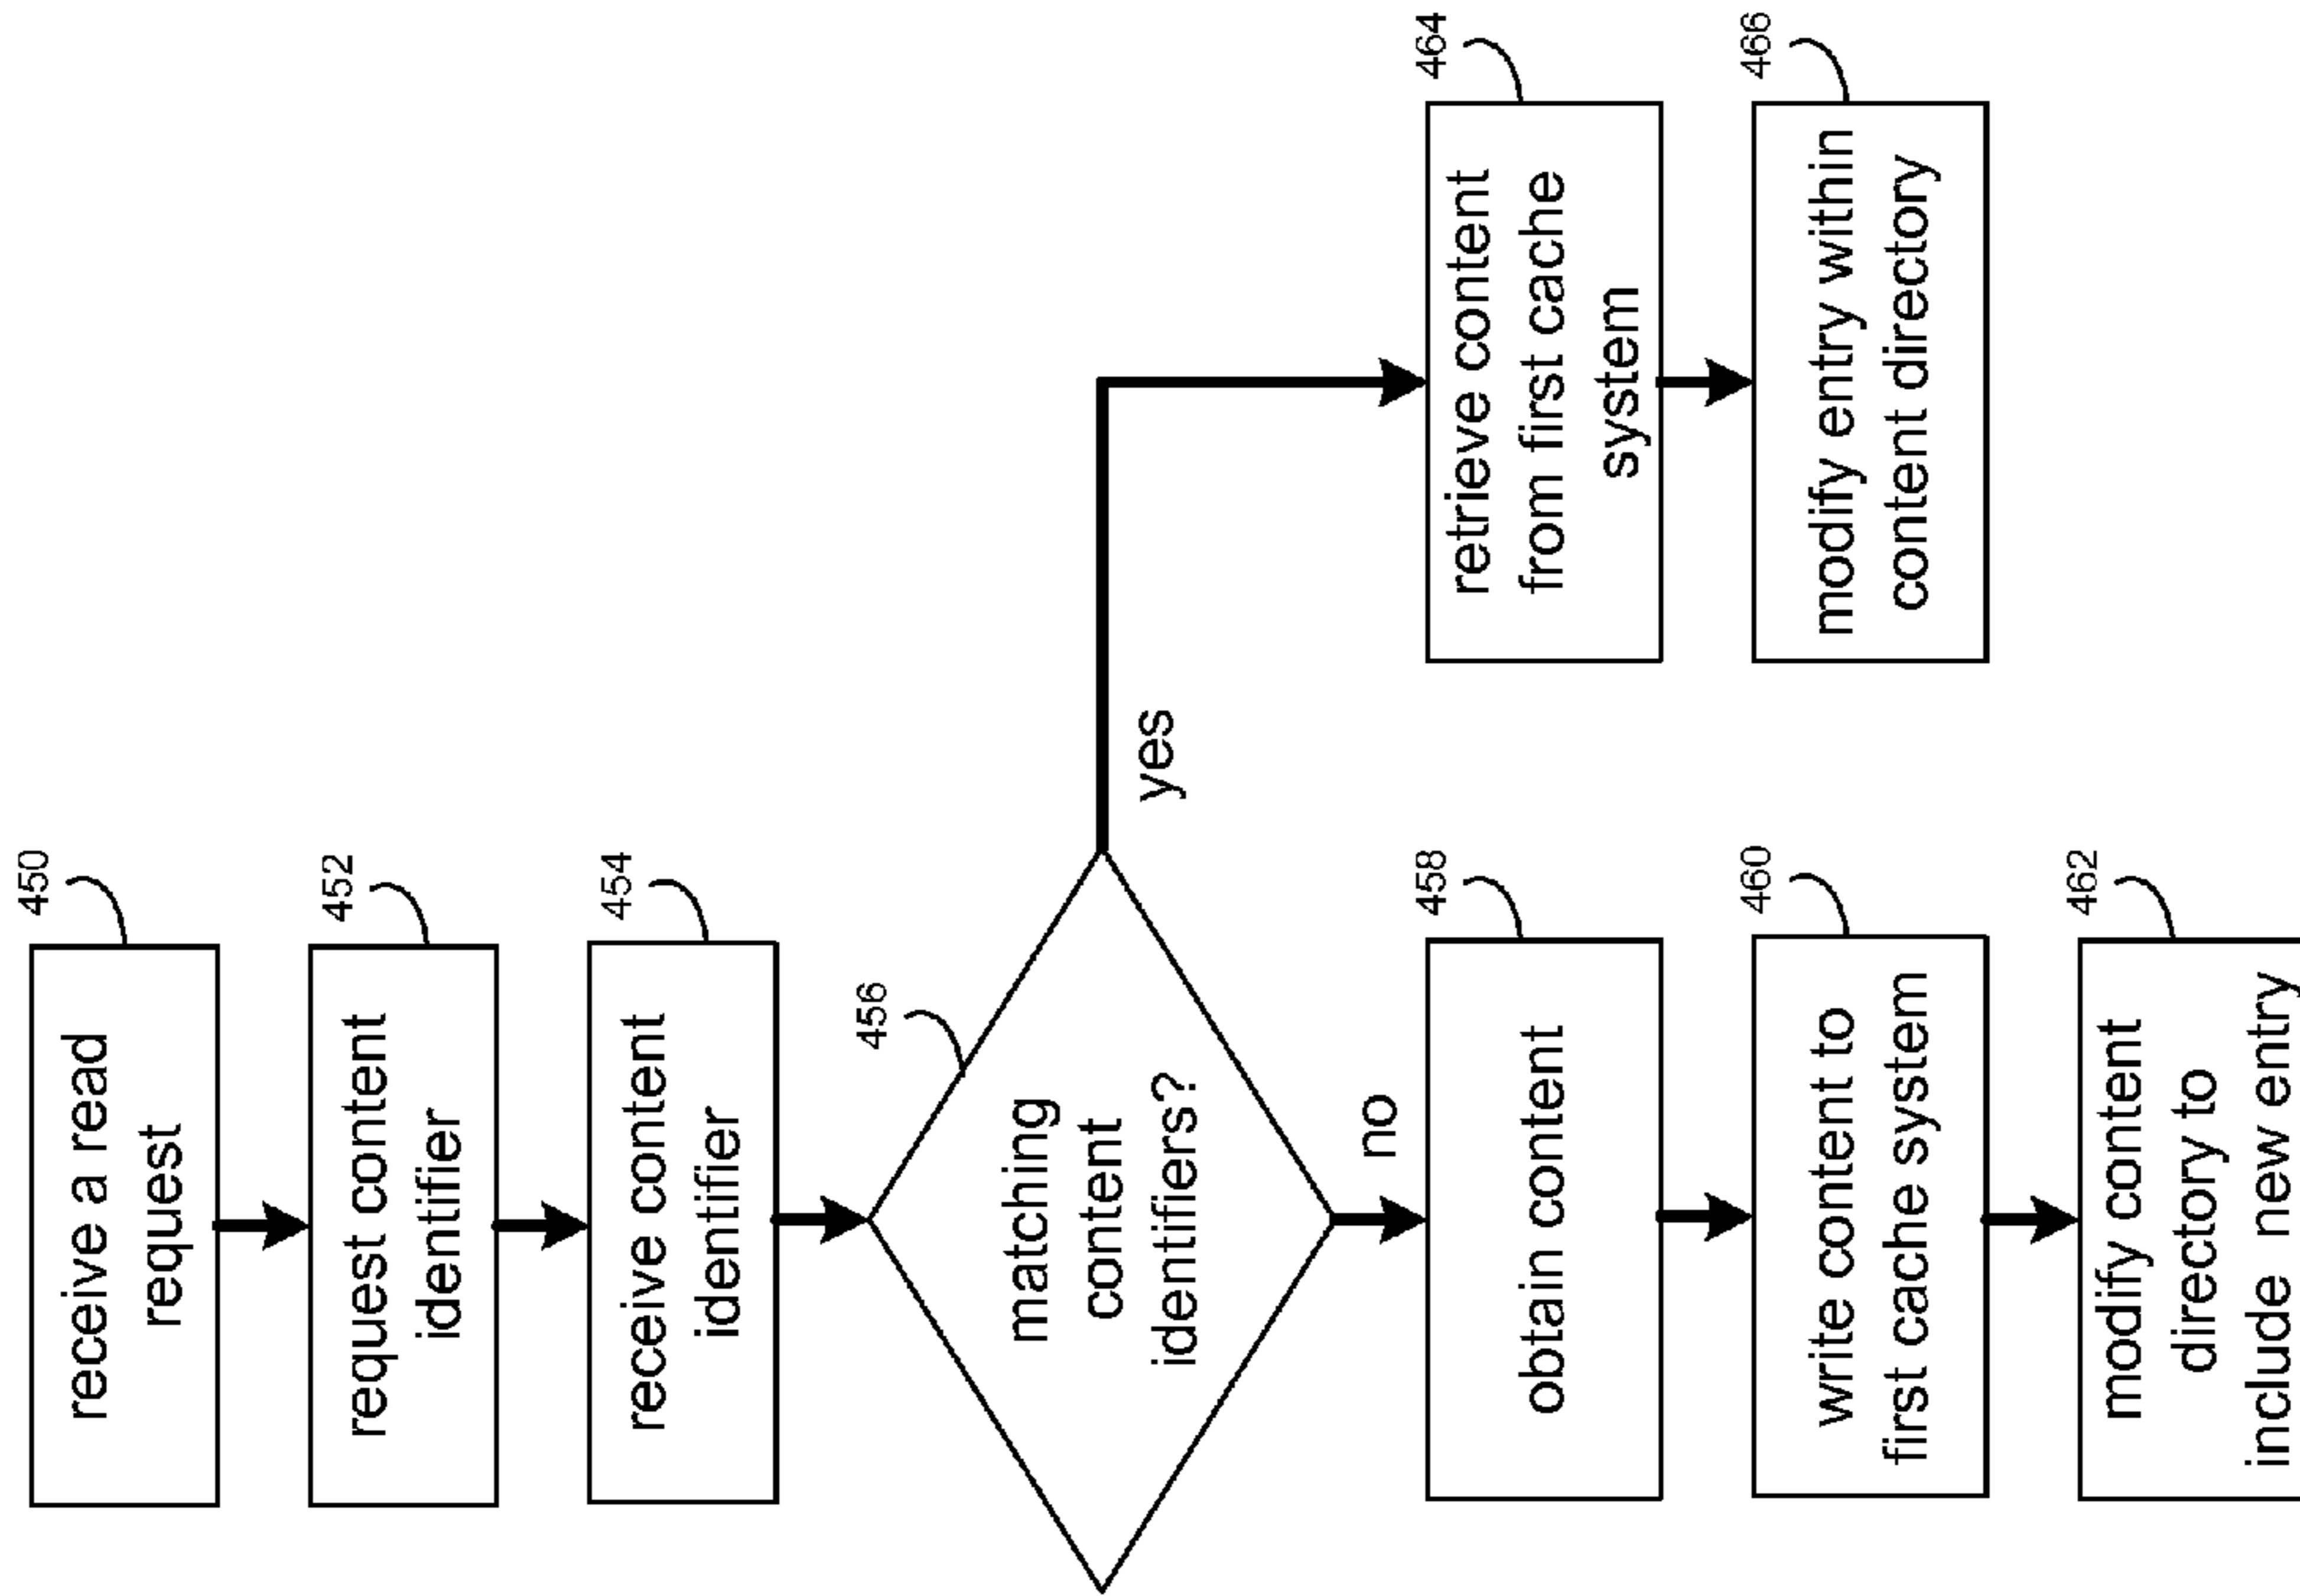 450
receive a read
request
452
request content
identifier
454
receive content
identifier
456
matching
content
identifiers?
yes
no
458
obtain content
460
write content to
first cache system
462
modify content
directory to
include new entry
464
retrieve content
from first cache
system
466
modify entry within
content directory